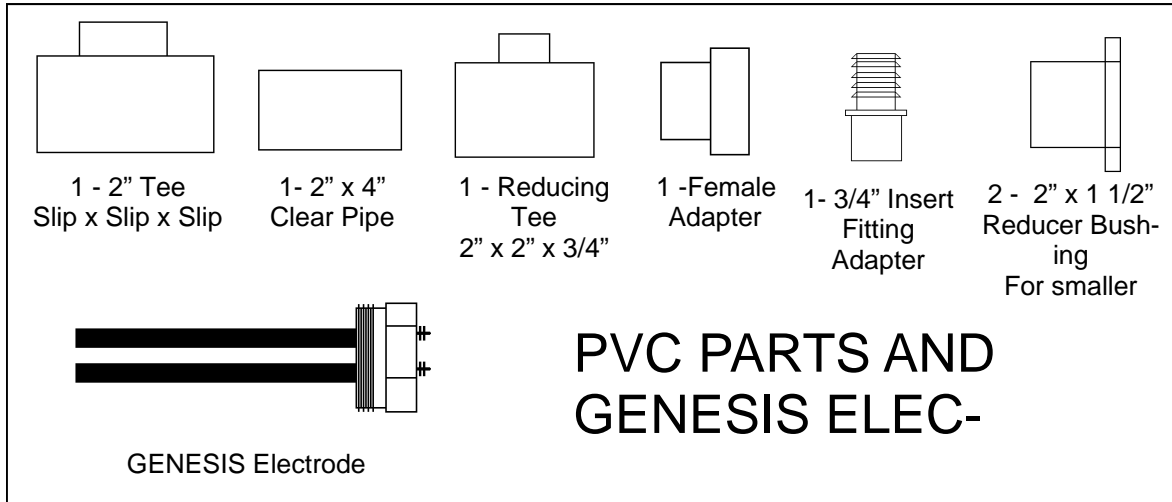 1 - 2” Tee
Slip x Slip x Slip
1- 2” x 4”
Clear Pipe
1 - Reducing
Tee
2” x 2” x 3/4”
1 -Female
Adapter
1- 3/4” Insert
Fitting
Adapter
2 -  2” x 1 1/2”
Reducer Bush-
ing
For smaller
GENESIS Electrode
PVC PARTS AND
GENESIS ELEC-